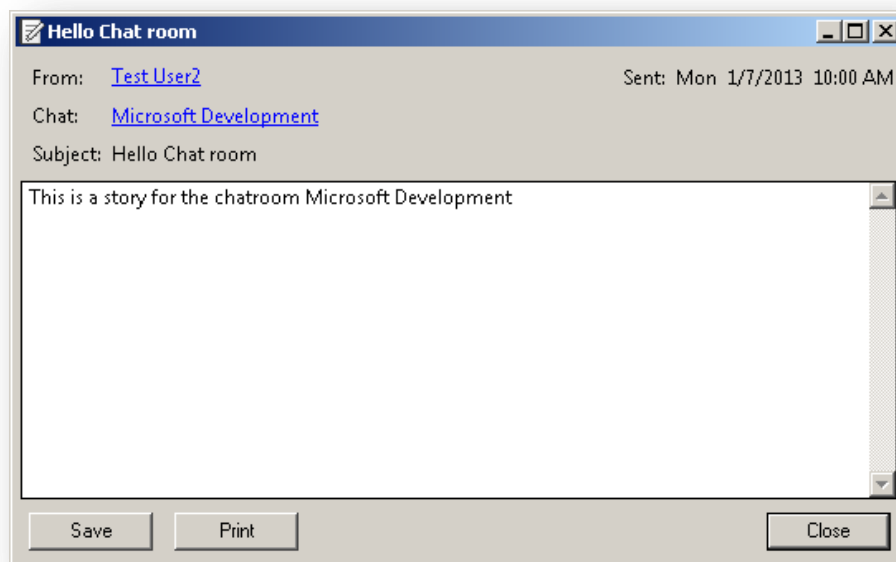 Hello Chat room
From: Test User2 Sent: Mon 1/7/2013 10:00 AM
Chat: Microsoft Development
Subject: Hello Chat room
This is a story for the chatroom Microsoft Development
Save Print Close